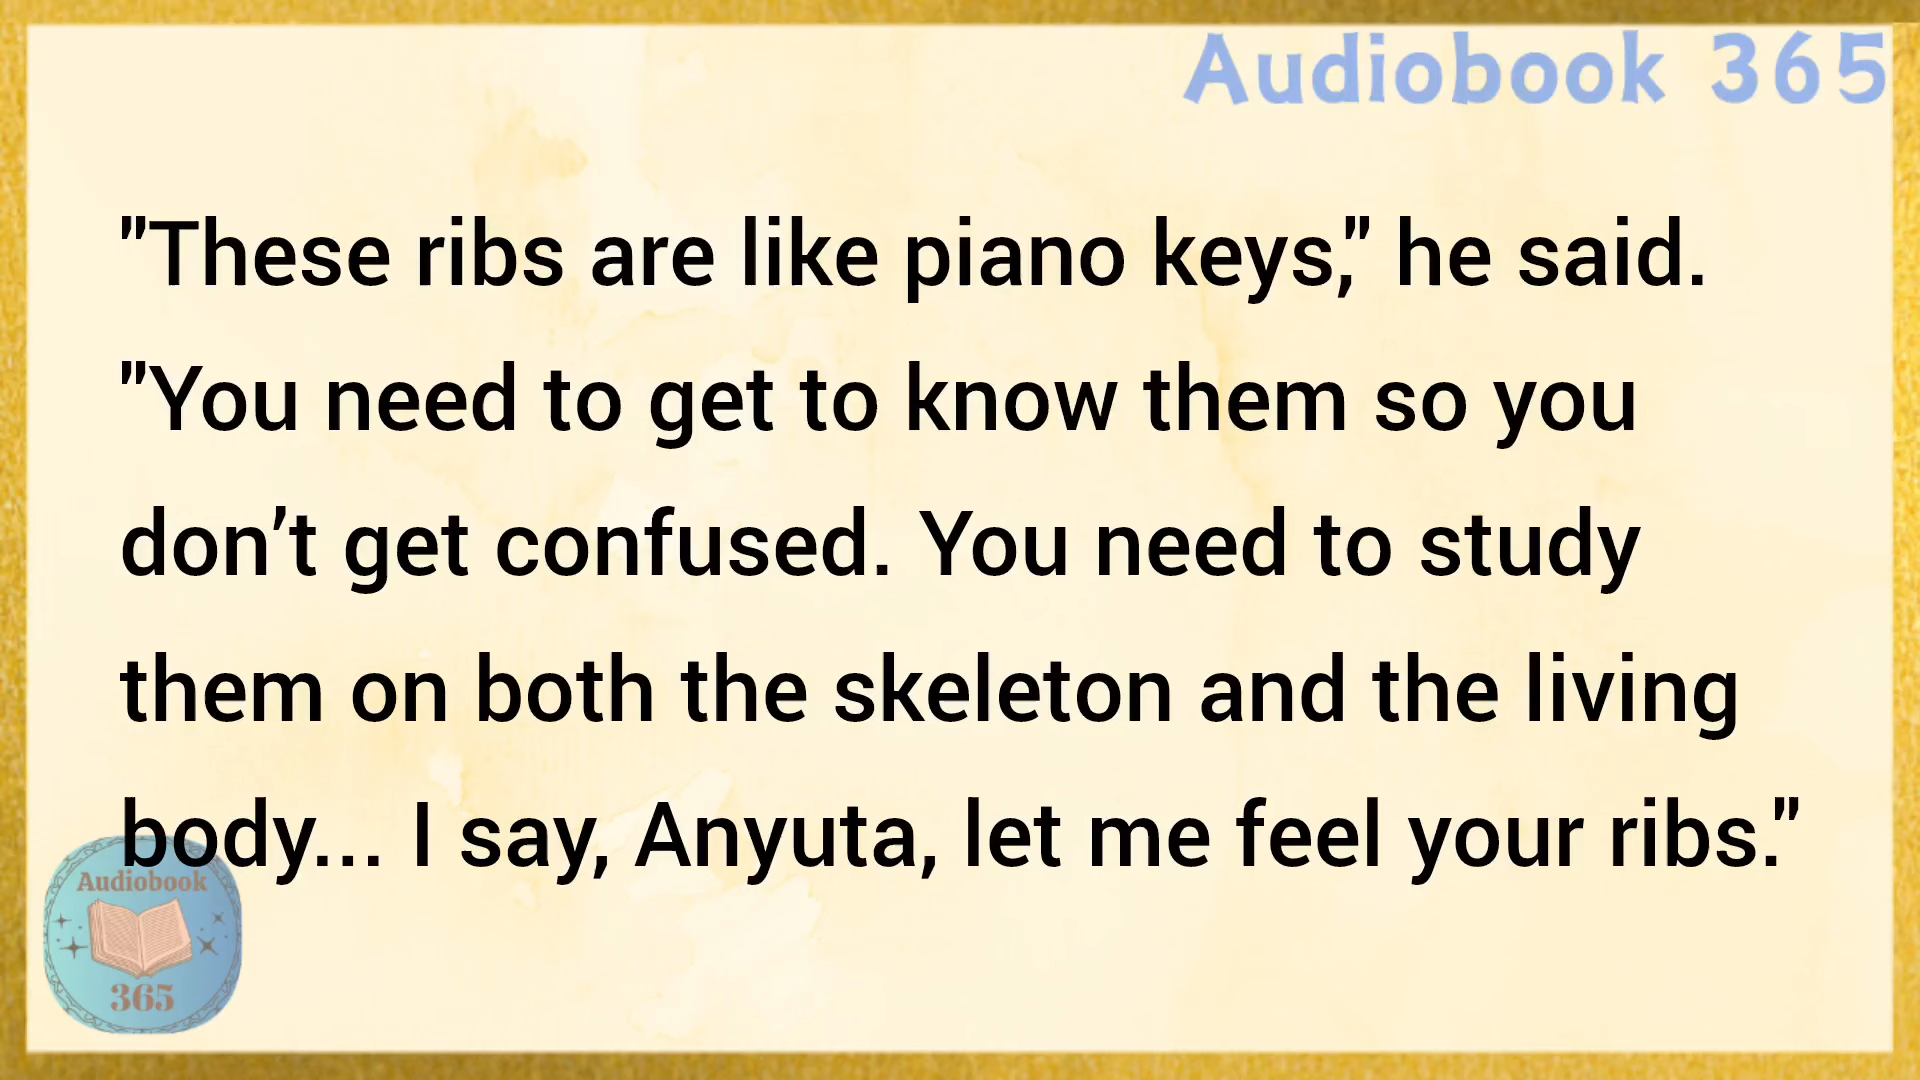 Audiobook 365
"These ribs are like piano keys," he said.
"You need to get to know them so you
don't get confused. You need to study
them on both the skeleton and the living
body... I say, Anyuta, let me feel your ribs."
Audiobook
365